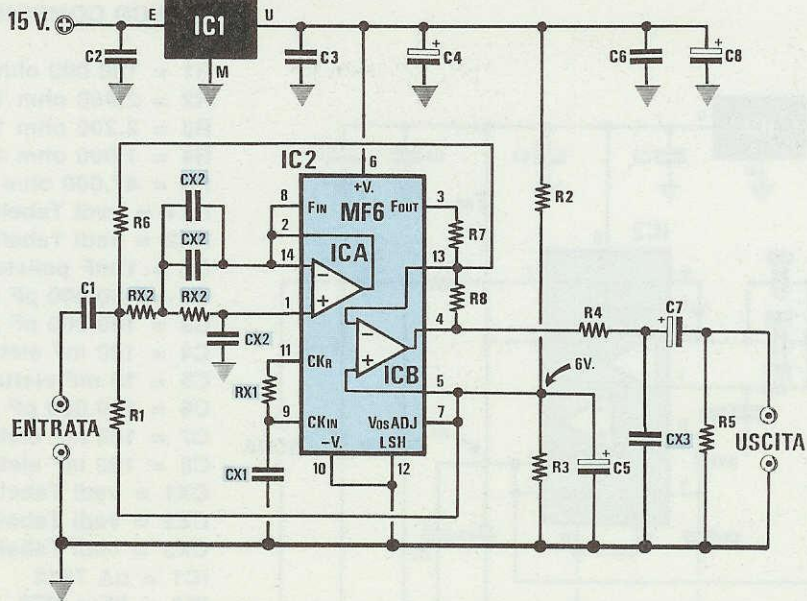 15 V.
E
IC1
U
M
C2
C3
C4
+
C6
C8
+
IC2
6
+V.
R2
CX2
R6
8
FIN
MF6
FOUT
3
2
CX2
R7
14
ICA
13
C1
RX2
RX2
1
R8
4
R4
C7
+
CX2
11
CKR
ICB
5
6V.
RX1
ENTRATA
R1
9
CKIN
VOS ADJ
7
R5
USCITA
-V.
LSH
R3
+
C5
CX3
CX1
10
12